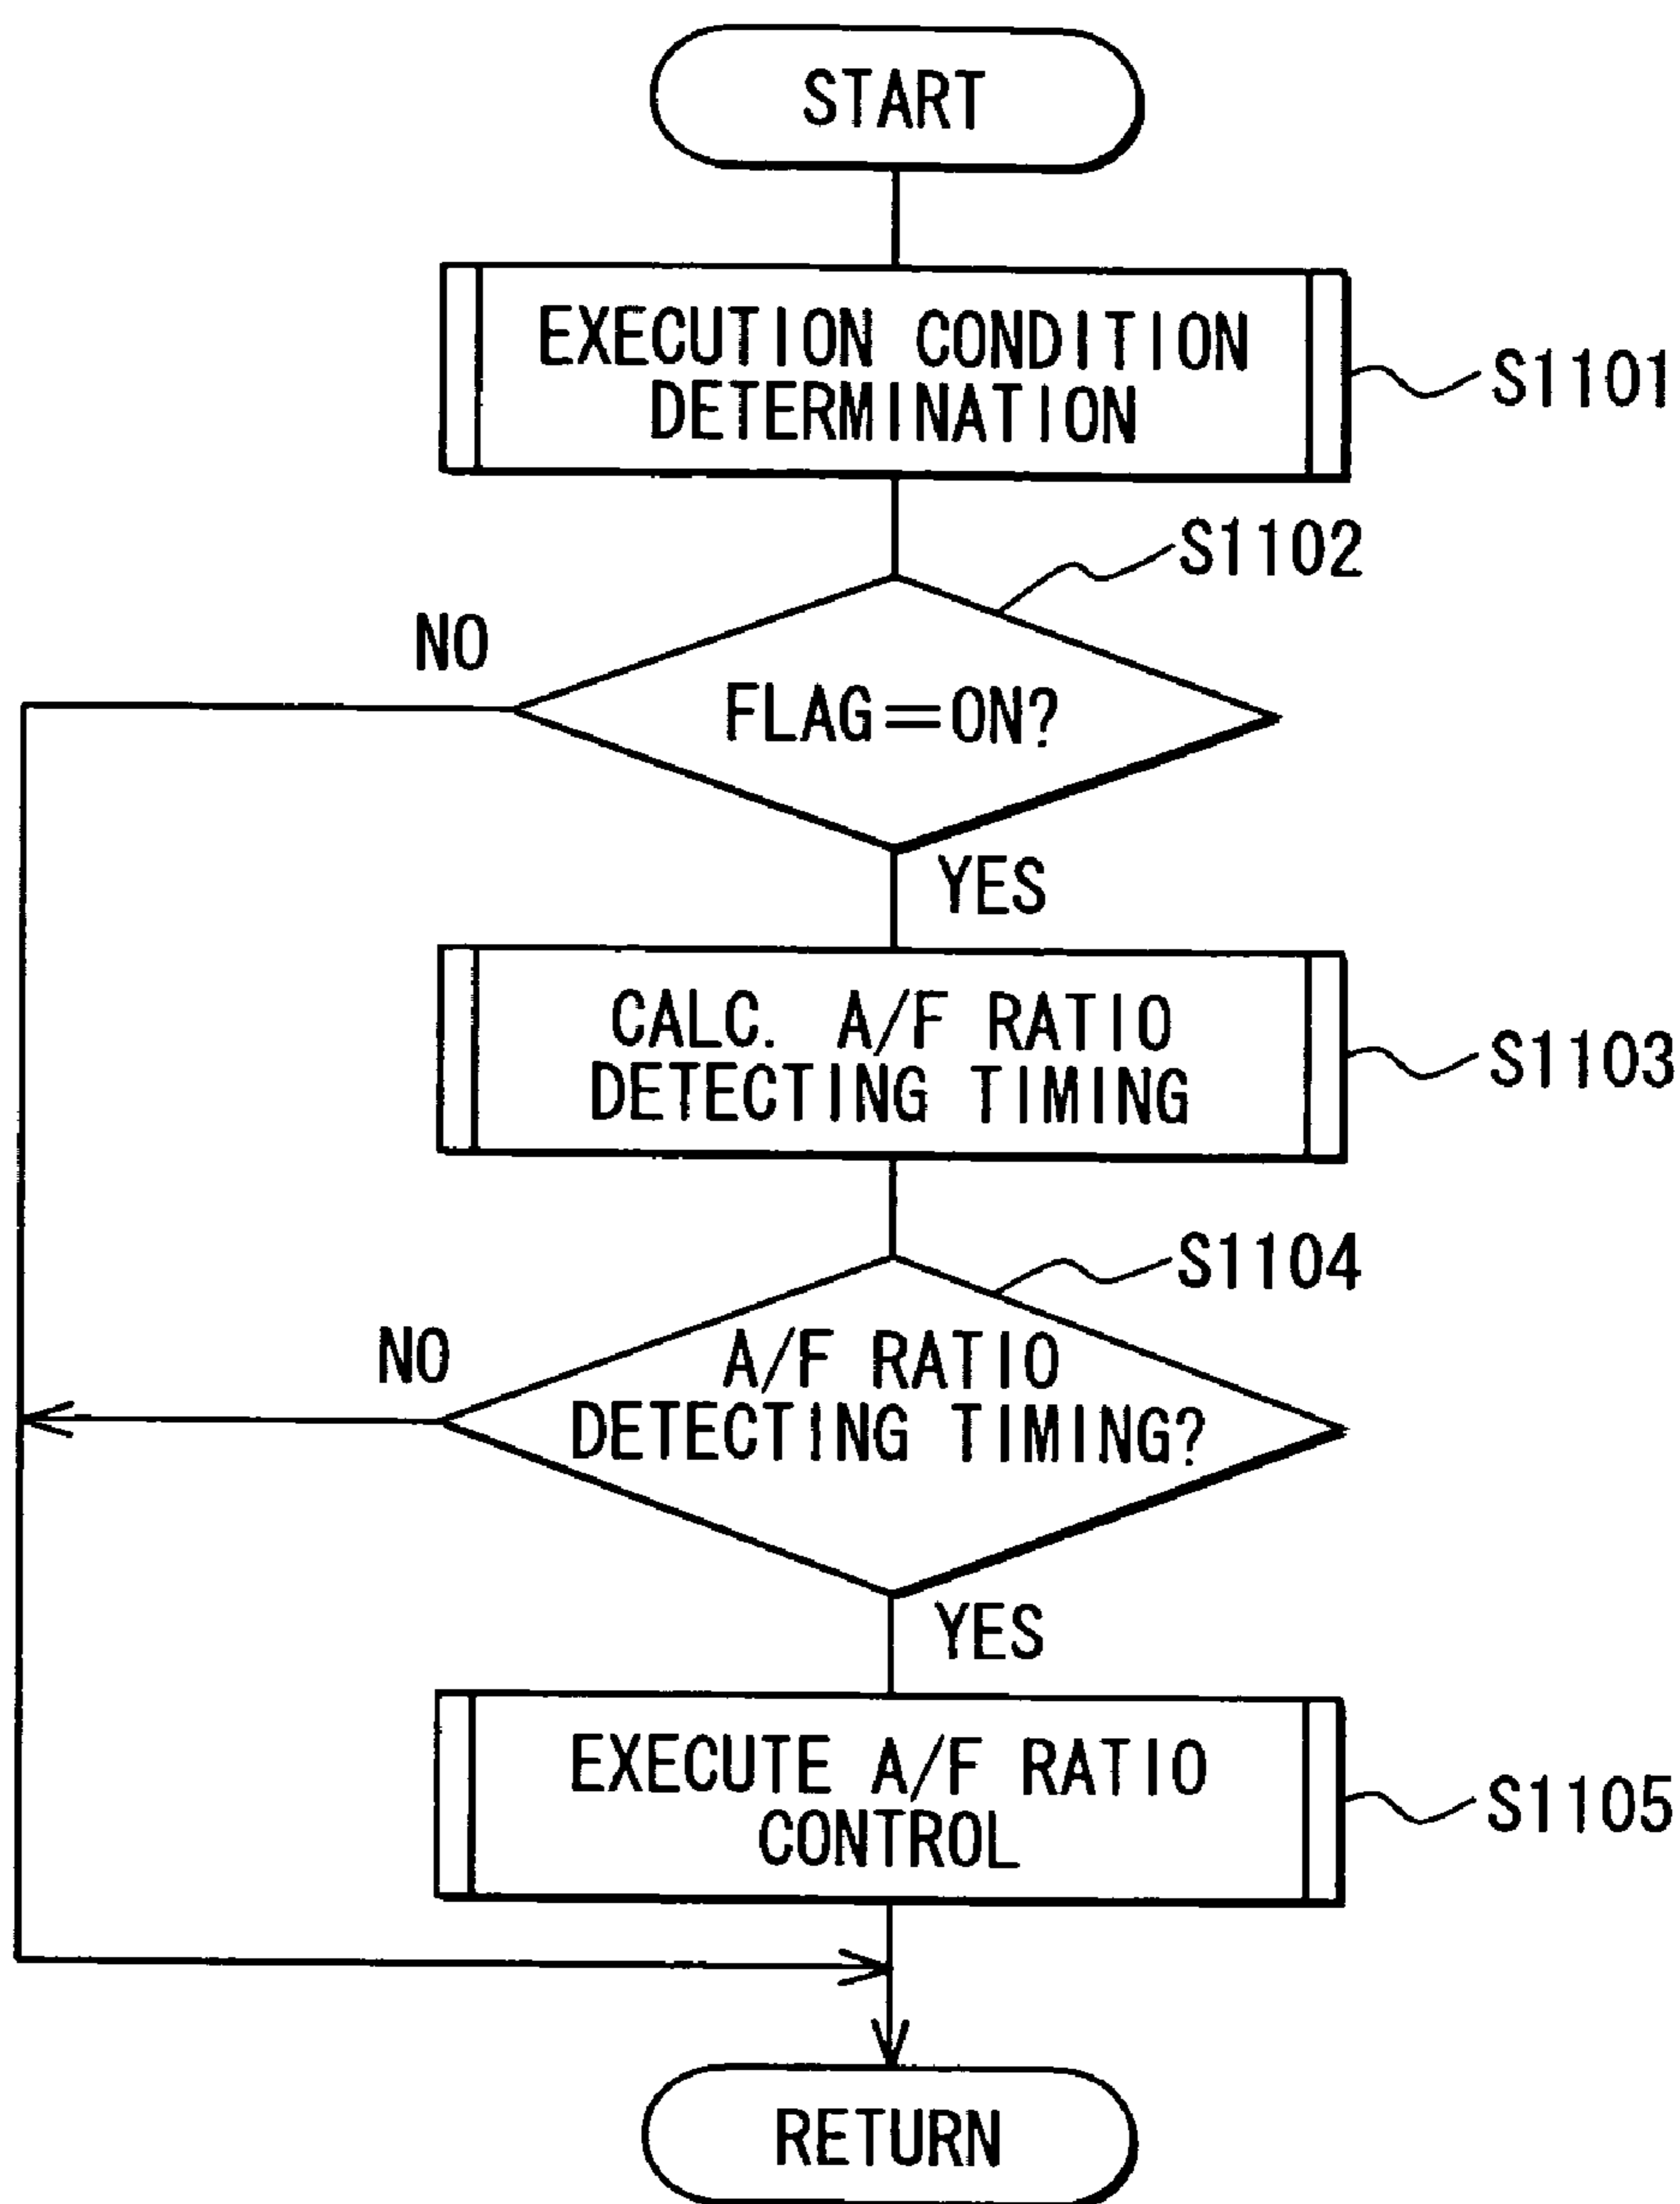 START
EXECUTION CONDITION
DETERMINATION
S1101
S1102
NO
FLAG=ON?
YES
CALC. A/F RATIO
DETECTING TIMING
S1103
S1104
NO
A/F RATIO
DETECTING TIMING?
YES
EXECUTE A/F RATIO
CONTROL
S1105
RETURN